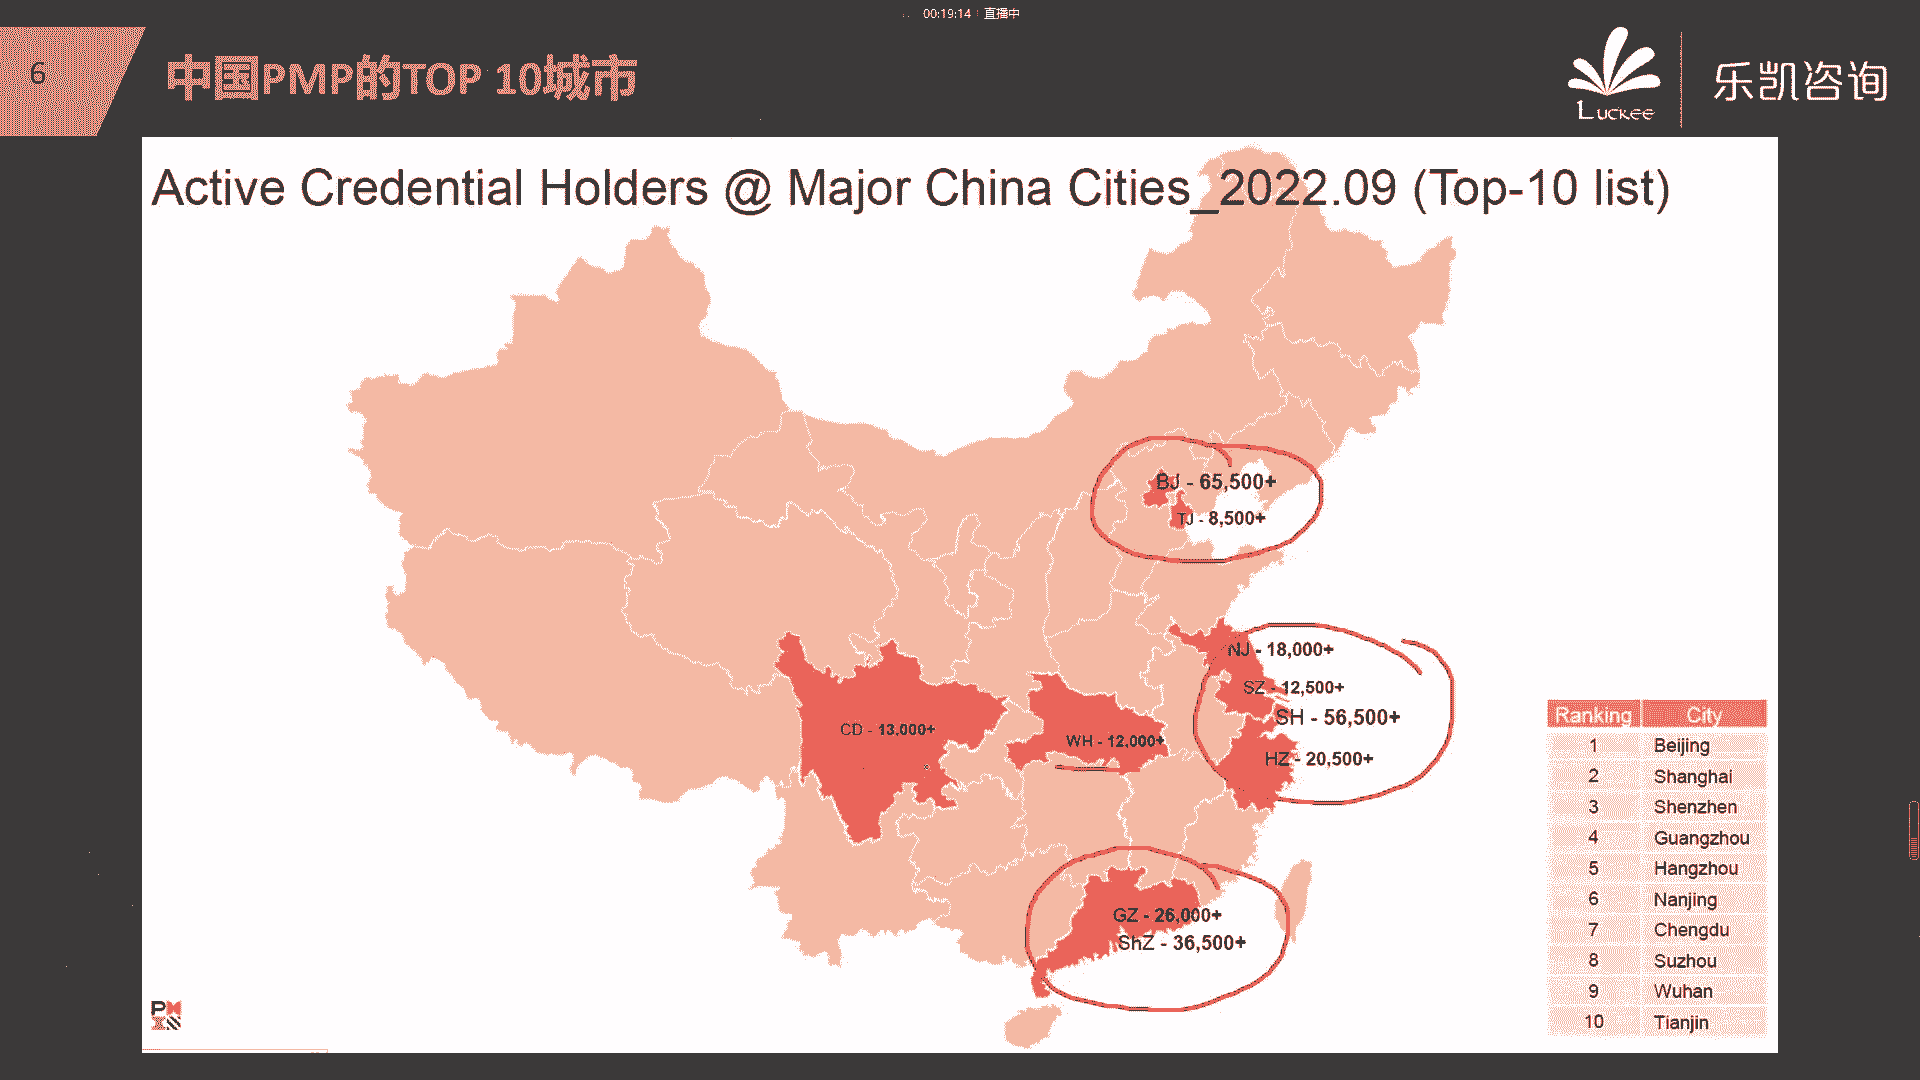 00:19:14 直播中
6
中国PMP的TOP 10城市
Luckee
乐凯咨询
Active Credential Holders @ Major China Cities_2022.09 (Top-10 list)
BJ - 65,500+
TJ - 8,500+
NJ - 18,000+
SZ - 12,500+
SH - 56,500+
CD - 13,000+
WH - 12,000+
HZ - 20,500+
GZ - 26,000+
ShZ - 36,500+
Ranking City
1 Beijing
2 Shanghai
3 Shenzhen
4 Guangzhou
5 Hangzhou
6 Nanjing
7 Chengdu
8 Suzhou
9 Wuhan
10 Tianjin